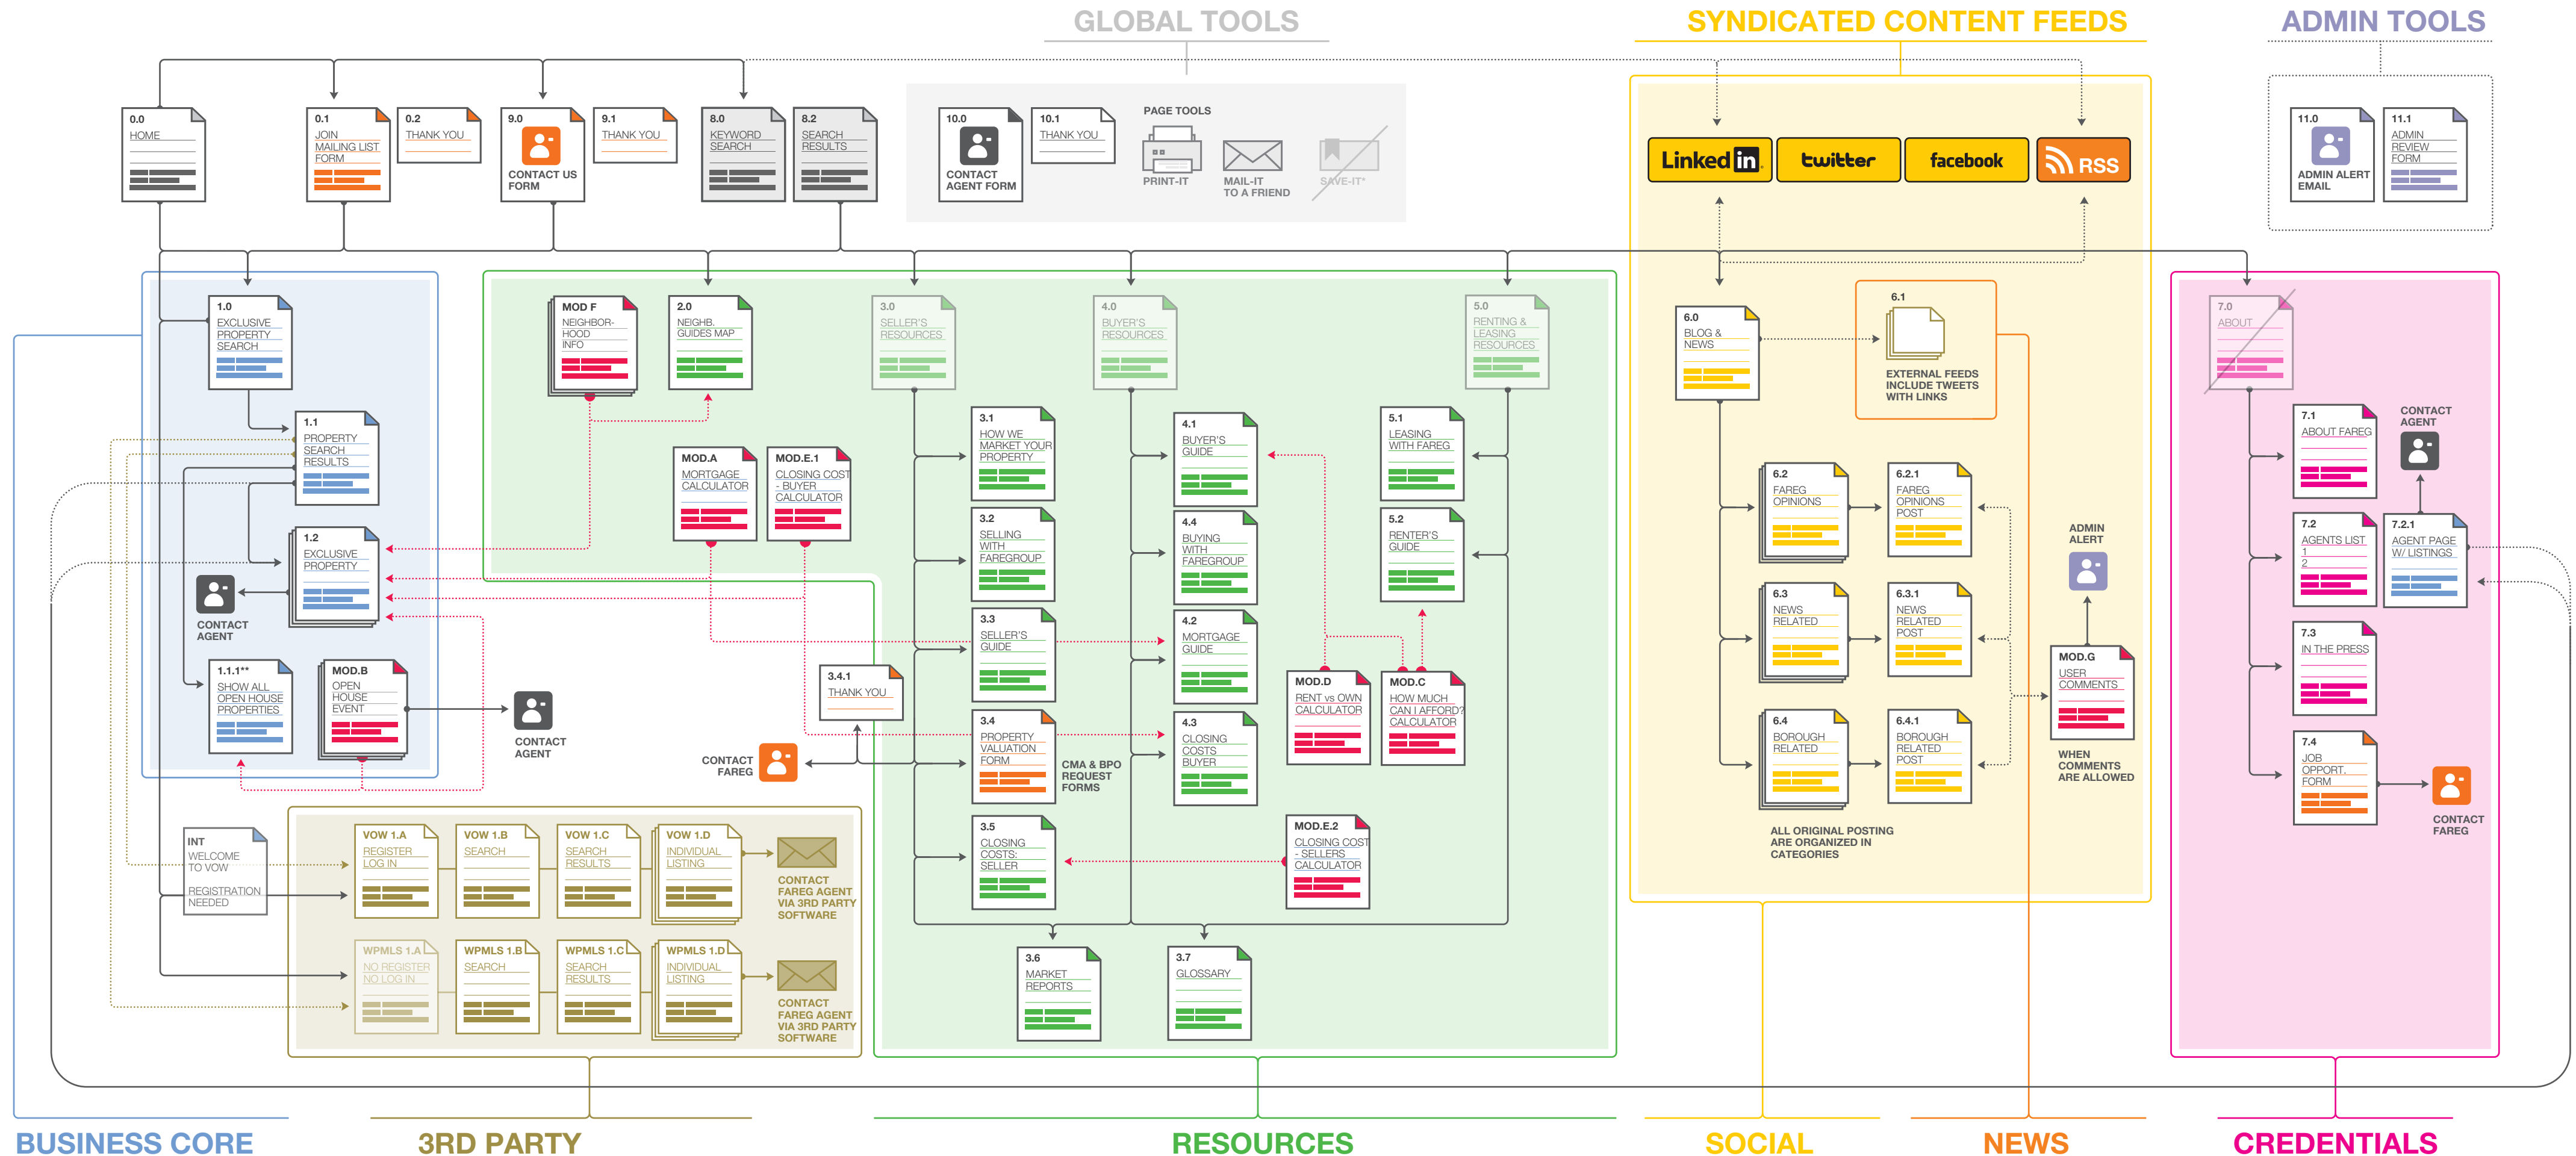 GLOBAL TOOLS
SYNDICATED CONTENT FEEDS
ADMIN TOOLS
0.0
HOME
0.1
JOIN
MAILING LIST
FORM
0.2
THANK YOU
9.0
CONTACT US
FORM
9.1
THANK YOU
8.0
KEYWORD
SEARCH
8.2
SEARCH
RESULTS
10.0
CONTACT
AGENT FORM
10.1
THANK YOU
PAGE TOOLS
PRINT-IT
MAIL-IT
TO A FRIEND
SAVE-IT*
Linked in
twitter
facebook
RSS
11.0
ADMIN ALERT
EMAIL
11.1
ADMIN
REVIEW
FORM
1.0
EXCLUSIVE
PROPERTY
SEARCH
1.1
PROPERTY
SEARCH
RESULTS
1.2
EXCLUSIVE
PROPERTY
CONTACT
AGENT
1.1.1**
SHOW ALL
OPEN HOUSE
PROPERTIES
MOD.B
OPEN
HOUSE
EVENT
CONTACT
AGENT
MOD F
NEIGHBOR-
HOOD
INFO
2.0
NEIGHB.
GUIDES MAP
MOD.A
MORTGAGE
CALCULATOR
MOD.E.1
CLOSING COST
- BUYER
CALCULATOR
3.0
SELLER'S
RESOURCES
3.1
HOW WE
MARKET YOUR
PROPERTY
3.2
SELLING
WITH
FAREGROUP
3.3
SELLER'S
GUIDE
3.4.1
THANK YOU
CONTACT
FAREG
3.4
PROPERTY
VALUATION
FORM
CMA & BPO
REQUEST
FORMS
3.5
CLOSING
COSTS:
SELLER
3.6
MARKET
REPORTS
3.7
GLOSSARY
4.0
BUYER'S
RESOURCES
4.1
BUYER'S
GUIDE
4.4
BUYING
WITH
FAREGROUP
4.2
MORTGAGE
GUIDE
4.3
CLOSING
COSTS
BUYER
5.0
RENTING &
LEASING
RESOURCES
5.1
LEASING
WITH FAREG
5.2
RENTER'S
GUIDE
MOD.D
RENT vs OWN
CALCULATOR
MOD.C
HOW MUCH
CAN I AFFORD?
CALCULATOR
MOD.E.2
CLOSING COST
- SELLERS
CALCULATOR
6.0
BLOG &
NEWS
6.1
EXTERNAL FEEDS
INCLUDE TWEETS
WITH LINKS
6.2
FAREG
OPINIONS
6.2.1
FAREG
OPINIONS
POST
6.3
NEWS
RELATED
6.3.1
NEWS
RELATED
POST
6.4
BOROUGH
RELATED
6.4.1
BOROUGH
RELATED
POST
ALL ORIGINAL POSTING
ARE ORGANIZED IN
CATEGORIES
ADMIN
ALERT
MOD.G
USER
COMMENTS
WHEN
COMMENTS
ARE ALLOWED
7.0
ABOUT
7.1
ABOUT FAREG
CONTACT
AGENT
7.2
AGENTS LIST
1
2
7.2.1
AGENT PAGE
W/ LISTINGS
7.3
IN THE PRESS
7.4
JOB
OPPORT.
FORM
CONTACT
FAREG
INT
WELCOME
TO VOW
REGISTRATION
NEEDED
VOW 1.A
REGISTER
LOG IN
VOW 1.B
SEARCH
VOW 1.C
SEARCH
RESULTS
VOW 1.D
INDIVIDUAL
LISTING
CONTACT
FAREG AGENT
VIA 3RD PARTY
SOFTWARE
WPMLS 1.A
NO REGISTER
NO LOG IN
WPMLS 1.B
SEARCH
WPMLS 1.C
SEARCH
RESULTS
WPMLS 1.D
INDIVIDUAL
LISTING
CONTACT
FAREG AGENT
VIA 3RD PARTY
SOFTWARE
BUSINESS CORE
3RD PARTY
RESOURCES
SOCIAL
NEWS
CREDENTIALS